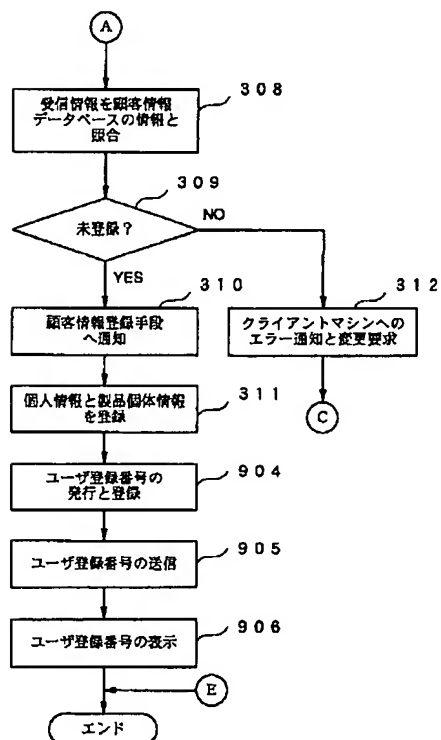 A
受信情報を顧客情報
データベースの情報と
照合
308
309
未登録?
NO
YES
310
顧客情報登録手段
へ通知
312
クライアントマシンへの
エラー通知と変更要求
C
個人情報と製品個体情報
を登録
311
ユーザ登録番号の
発行と登録
904
ユーザ登録番号の送信
905
ユーザ登録番号の表示
906
E
エンド